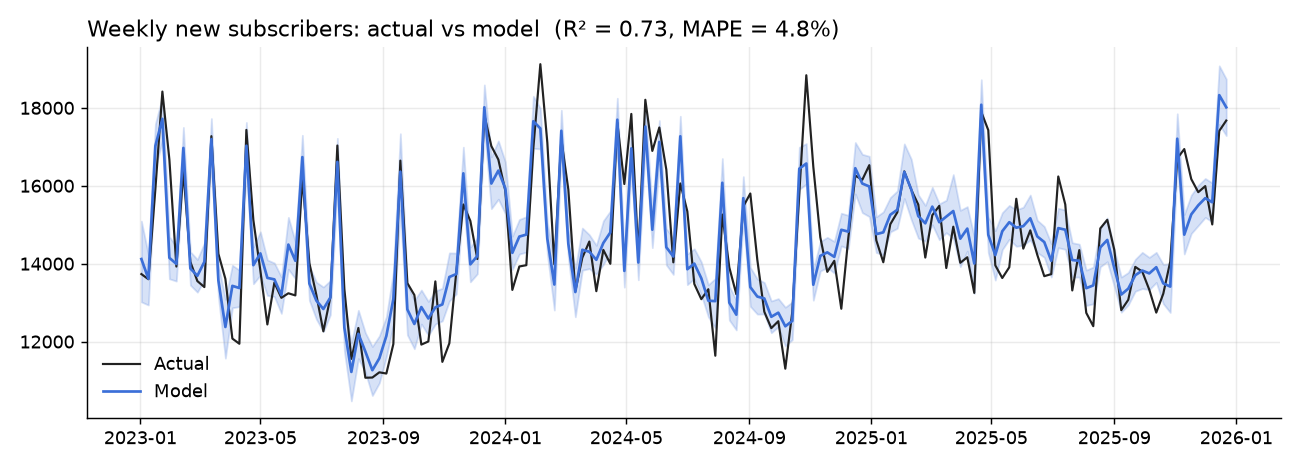 Weekly new subscribers: actual vs model (R² = 0.73, MAPE = 4.8%)
18000
16000
14000
12000
Actual
Model
2023-01 2023-05 2023-09 2024-01 2024-05 2024-09 2025-01 2025-05 2025-09 2026-01